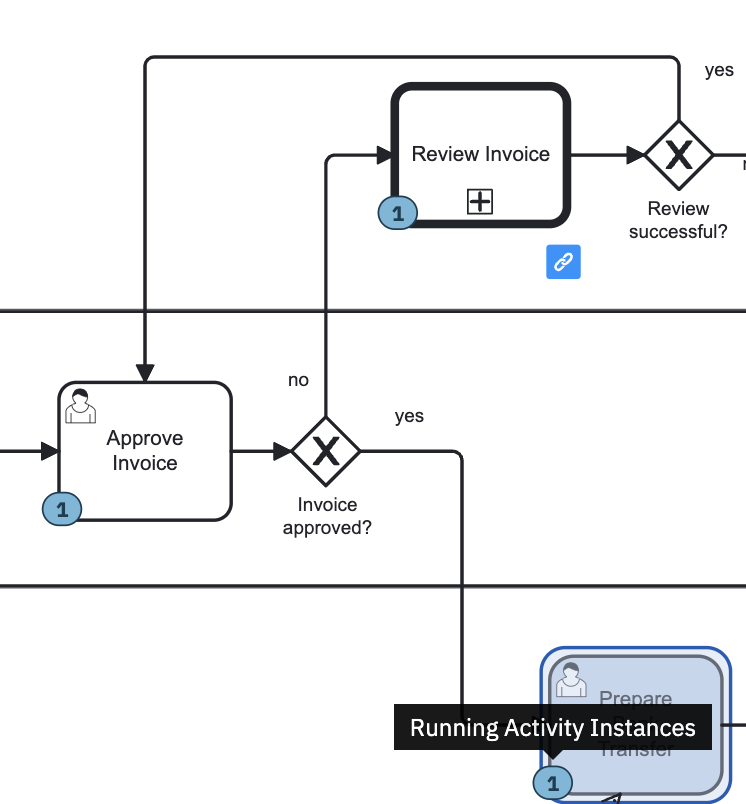 yes
Review Invoice
1
Review
successful?
no
yes
Approve
Invoice
1
Invoice
approved?
Prepare
Transfer
Running Activity Instances
1